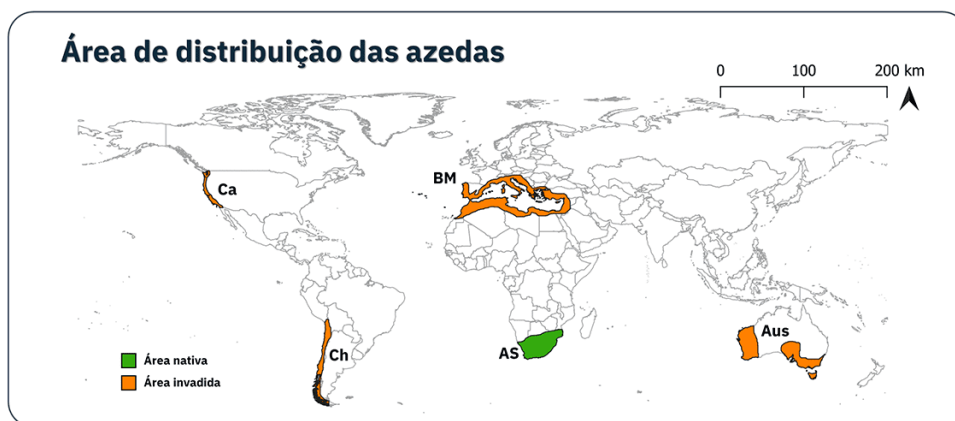 Área de distribuição das azedas
0 100 200 km
BM
Ca
Aus
AS
Ch
Área nativa
Área invadida